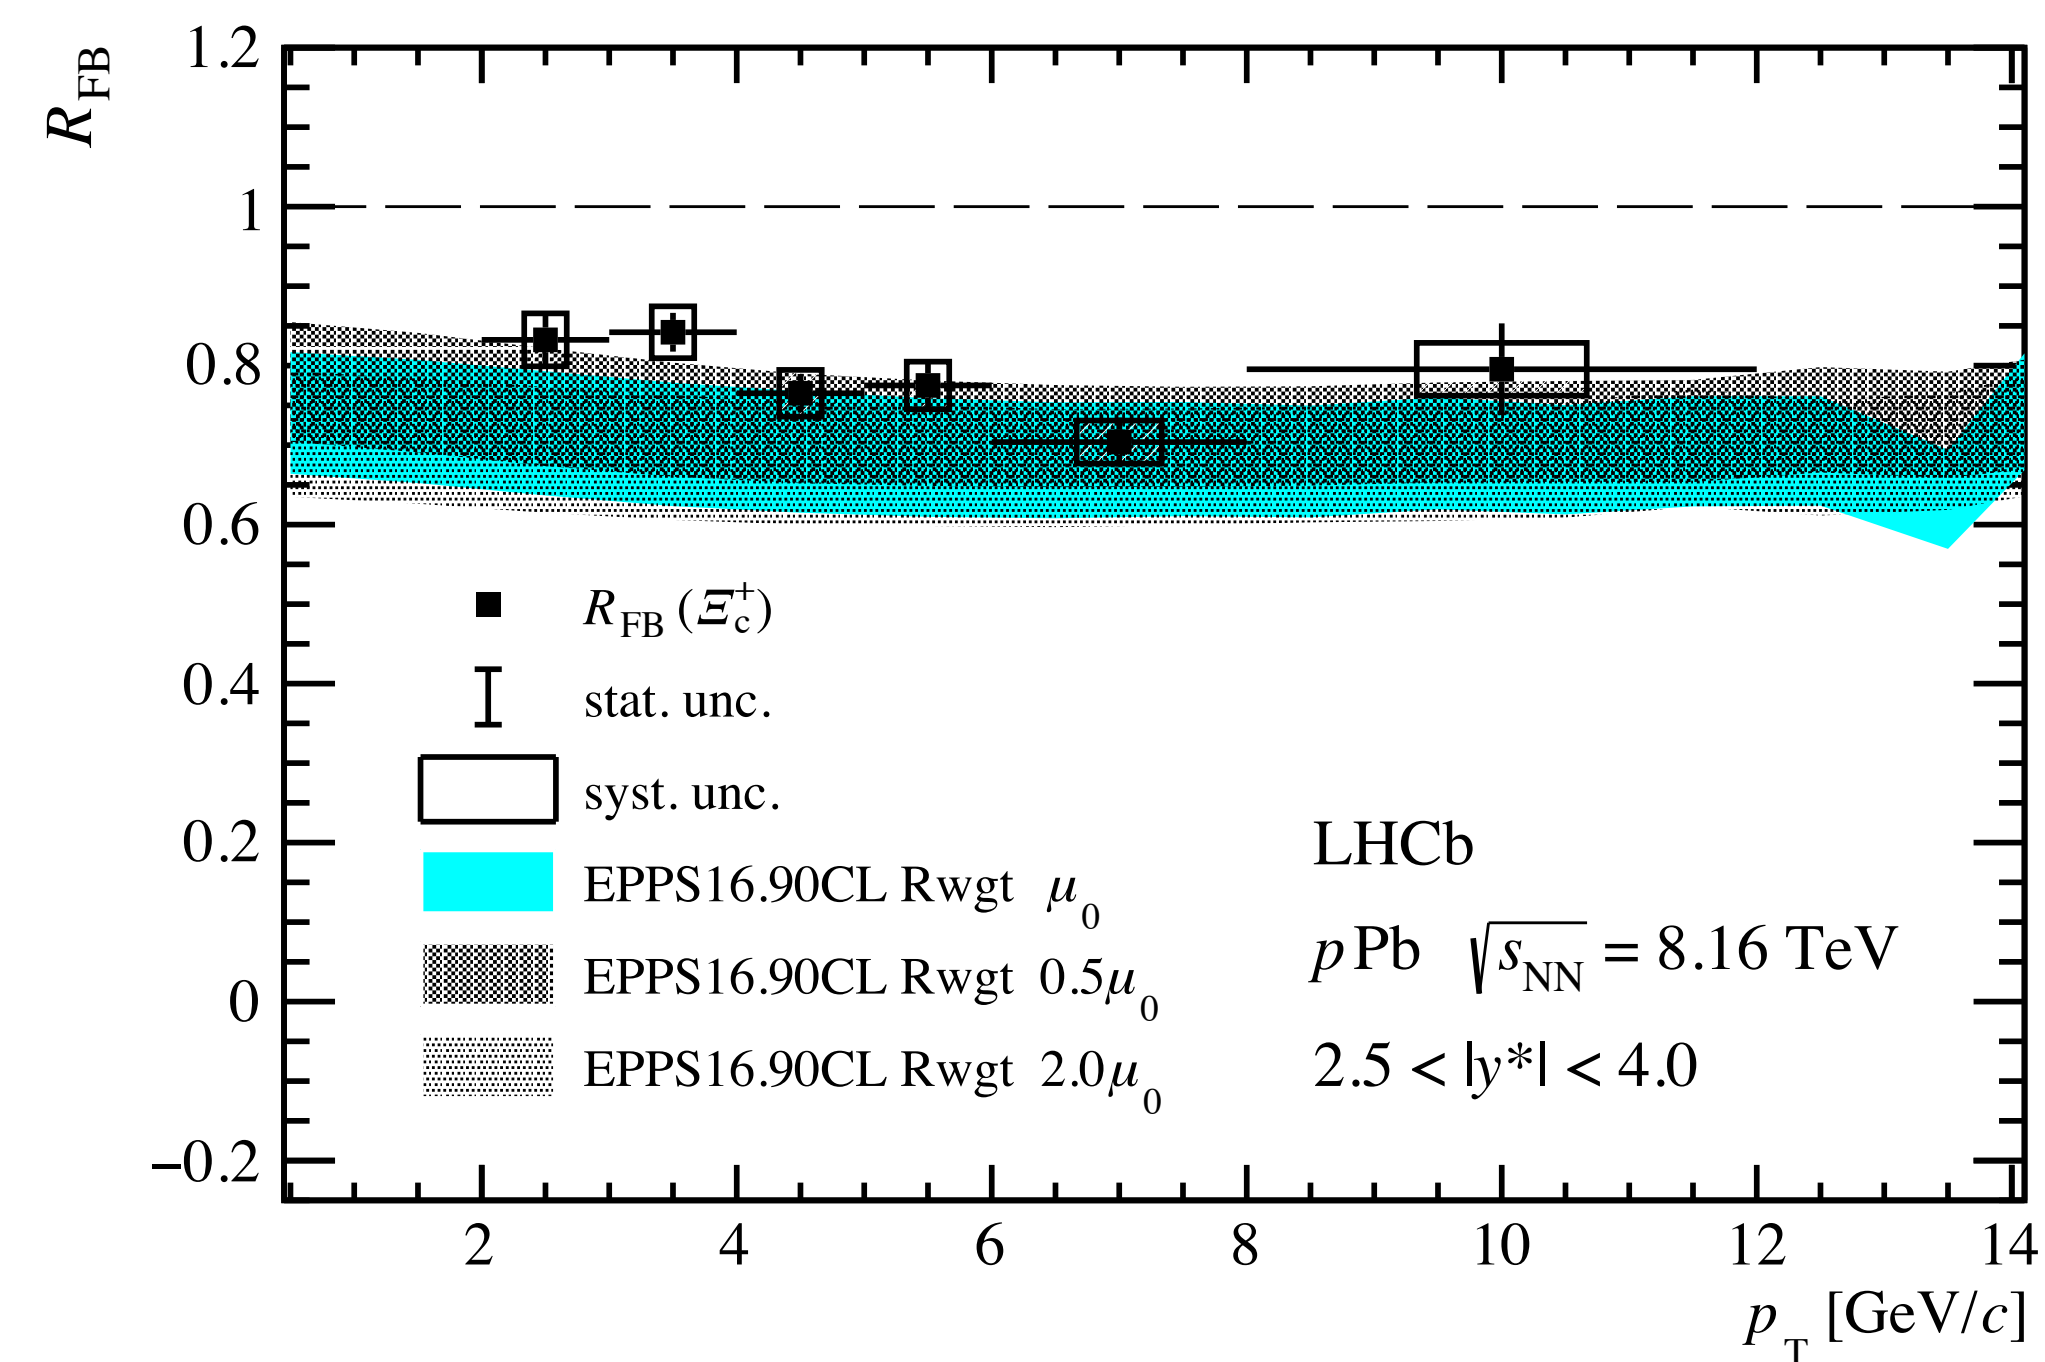 R_FB
1.2
1
0.8
0.6
0.4
0.2
0
−0.2
R_FB (Ξ_c^+)
stat. unc.
syst. unc.
EPPS16.90CL Rwgt μ_0
EPPS16.90CL Rwgt 0.5μ_0
EPPS16.90CL Rwgt 2.0μ_0
LHCb
pPb √s_NN = 8.16 TeV
2.5 < |y*| < 4.0
2 4 6 8 10 12 14
p_T [GeV/c]